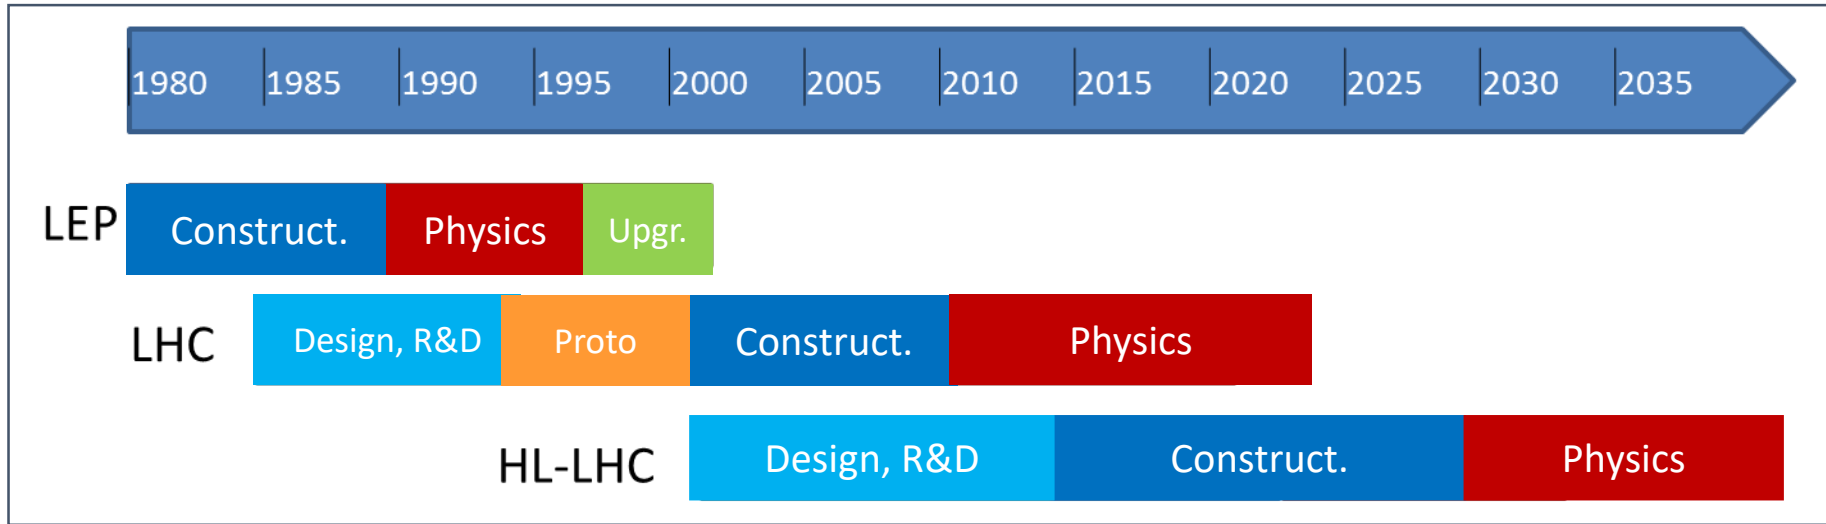 1980 1985 1990 1995 2000 2005 2010 2015 2020 2025 2030 2035
LEP Construct. Physics Upgr.
LHC Design, R&D Proto Construct. Physics
HL-LHC Design, R&D Construct. Physics